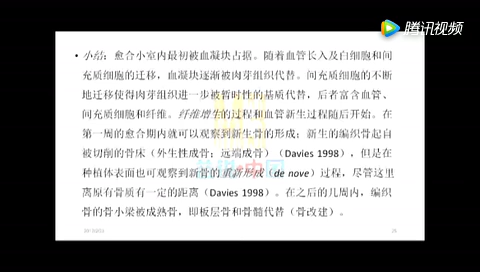 腾讯视频
• 小结：愈合小室内最初被血凝块占据。随着血管长入及白细胞和间
充质细胞的迁移，血凝块逐渐被肉芽组织代替。间充质细胞的不断
地迁移使得肉芽组织进一步被暂时性的基质代替，后者富含血管、
间充质细胞和纤维。纤维增生的过程和血管新生过程随后开始。在
第一周的愈合期内就可以观察到新生骨的形成；新生的编织骨起自
被切削的骨床（外生性成骨；远端成骨）（Davies 1998），但是在
种植体表面也可观察到新骨的重新形成（de nove）过程，尽管这里
离原有骨质有一定的距离（Davies 1998）。在之后的几周内，编织
骨的骨小梁被成熟骨，即板层骨和骨髓代替（骨改建）。